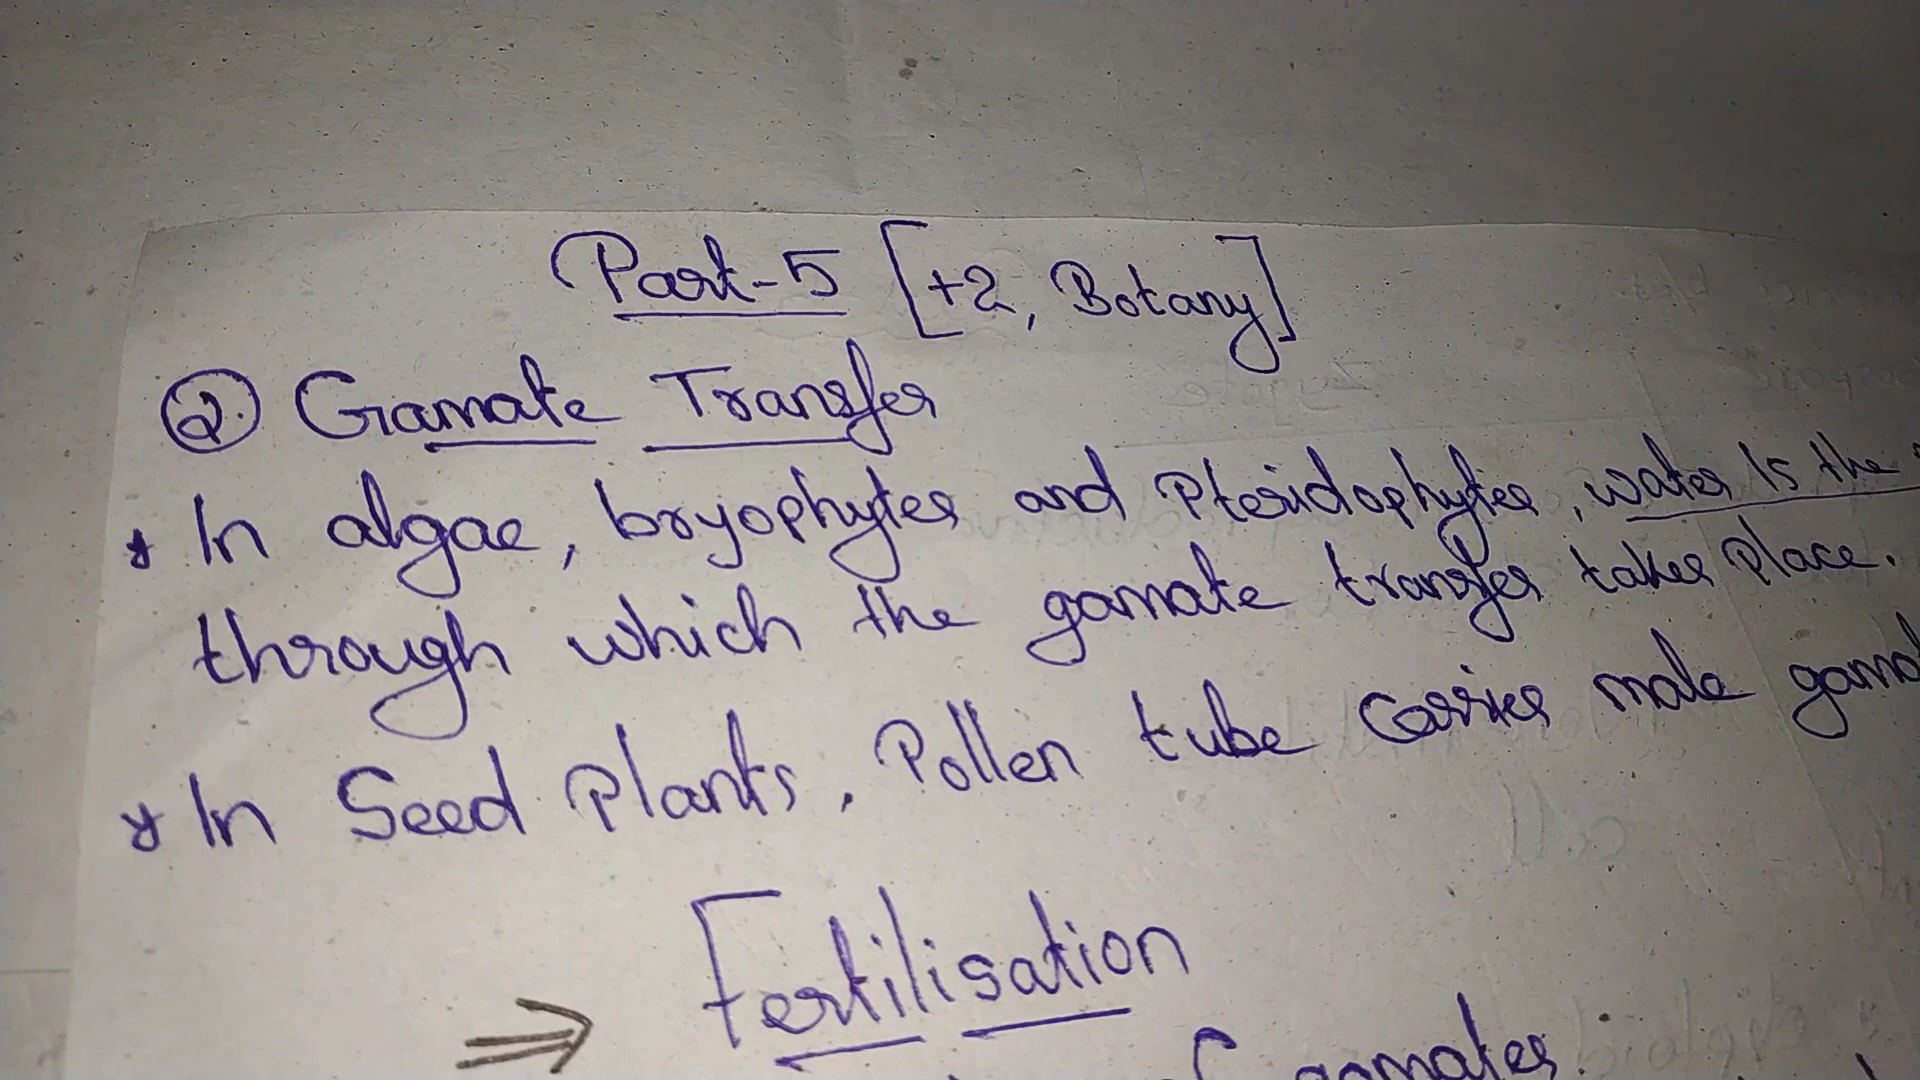 Part-5 [+2, Botany]
2. Gamate Transfer
* In algae, bryophytes and Pteridophytes, water Is the
through which the gamate transfer takes place.
* In Seed Plants, Pollen tube carries male
⇒ Fertilisation
gamates.